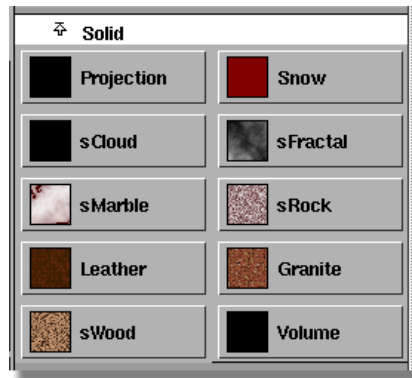 Solid
Projection Snow
sCloud sFractal
sMarble sRock
Leather Granite
sWood Volume